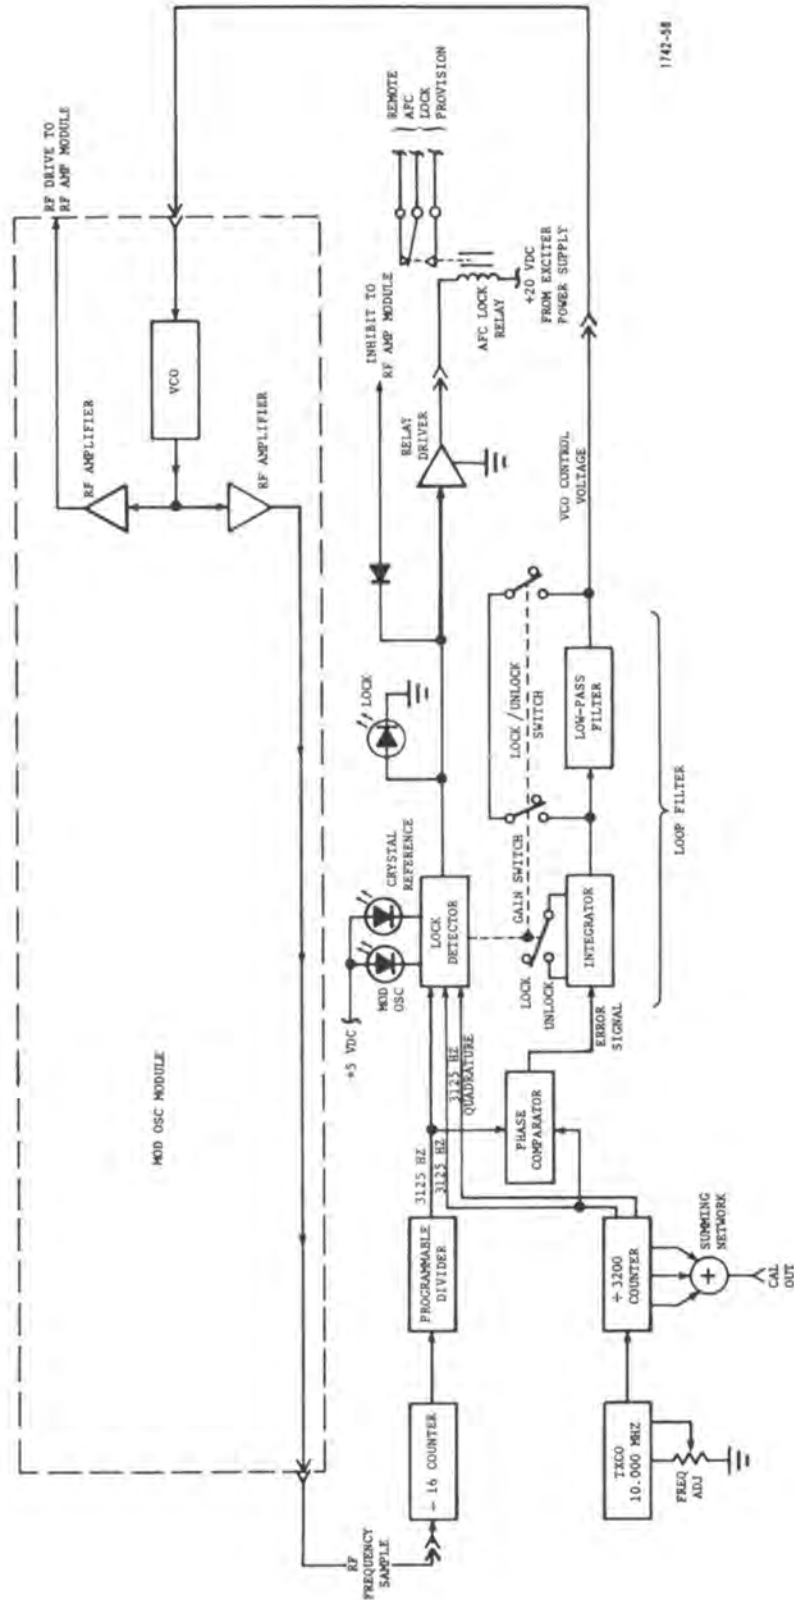 MOD OSC MODULE
RF DRIVE TO
RF AMP MODULE
VCO
RF AMPLIFIER
RF AMPLIFIER
RF
FREQUENCY
SAMPLE
÷ 16 COUNTER
PROGRAMMABLE
DIVIDER
3125 HZ
3125 HZ
3125 HZ
QUADRATURE
+5 VDC
MOD
OSC
CRYSTAL
REFERENCE
LOCK
DETECTOR
LOCK
INHIBIT TO
RF AMP MODULE
RELAY
DRIVER
AFC LOCK
RELAY
+20 VDC
FROM EXCITER
POWER SUPPLY
REMOTE
AFC
LOCK
PROVISION
TXCO
10.000 MHZ
FREQ
ADJ
÷3200
COUNTER
SUMMING
NETWORK
+
CAL
OUT
PHASE
COMPARATOR
ERROR
SIGNAL
LOCK
UNLOCK
GAIN SWITCH
INTEGRATOR
LOCK/UNLOCK
SWITCH
LOW-PASS
FILTER
LOOP FILTER
VCO CONTROL
VOLTAGE
1742-58